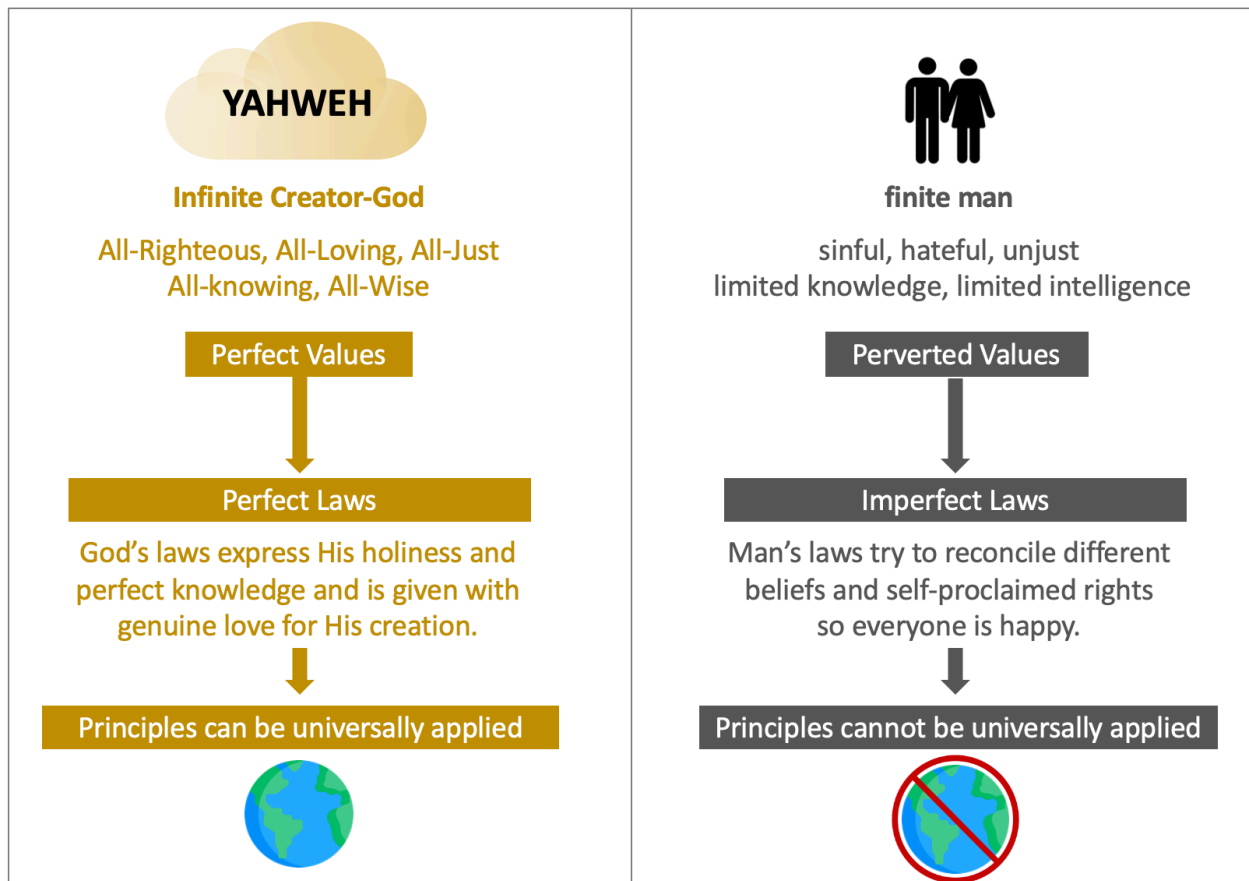 YAHWEH
Infinite Creator-God
All-Righteous, All-Loving, All-Just
All-knowing, All-Wise
Perfect Values
Perfect Laws
God’s laws express His holiness and
perfect knowledge and is given with
genuine love for His creation.
Principles can be universally applied
finite man
sinful, hateful, unjust
limited knowledge, limited intelligence
Perverted Values
Imperfect Laws
Man’s laws try to reconcile different
beliefs and self-proclaimed rights
so everyone is happy.
Principles cannot be universally applied